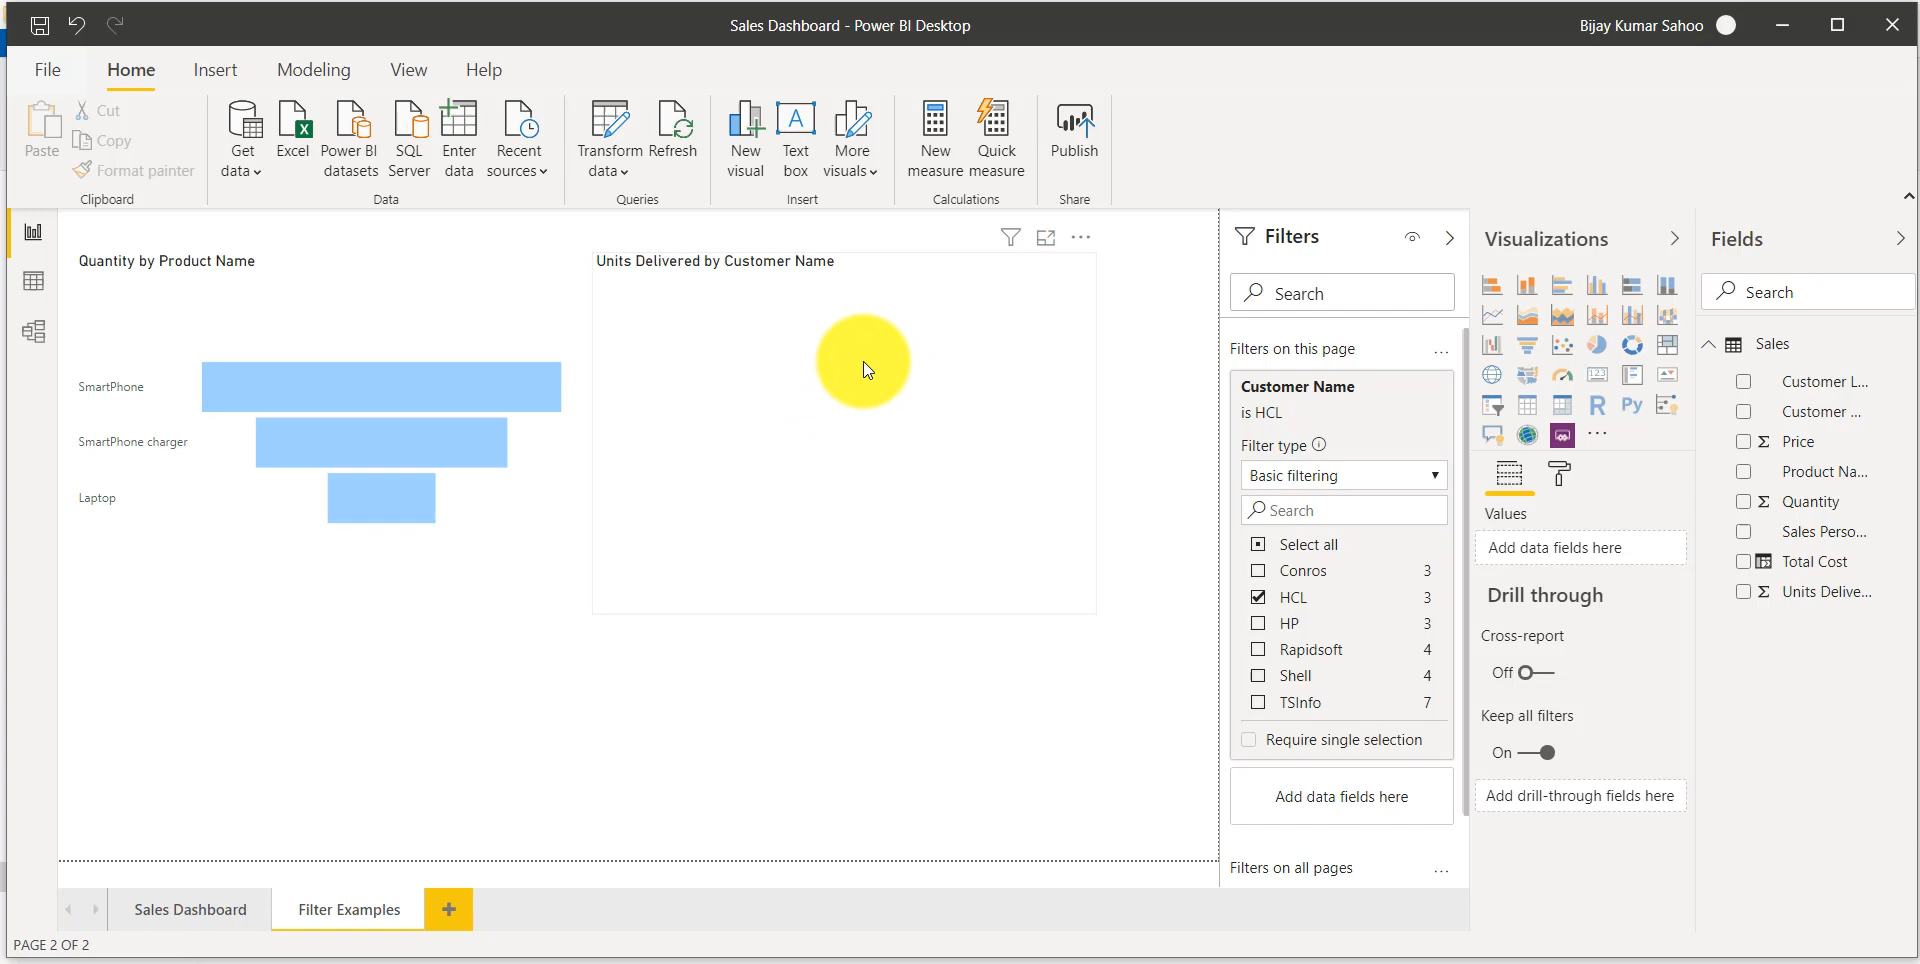 Sales Dashboard - Power BI Desktop
Bijay Kumar Sahoo
File
Home
Insert
Modeling
View
Help
Paste
Cut
Copy
Format painter
Clipboard
Get
data
Excel
Power BI
datasets
SQL
Server
Enter
data
Recent
sources
Data
Transform
data
Refresh
Queries
New
visual
A
Text
box
More
visuals
Insert
New
measure
Quick
measure
Calculations
Publish
Share
Quantity by Product Name
SmartPhone
SmartPhone charger
Laptop
Units Delivered by Customer Name
Filters
Search
Filters on this page
...
Customer Name
is HCL
Filter type
Basic filtering
Search
Select all
Conros 3
HCL 3
HP 3
Rapidsoft 4
Shell 4
TSInfo 7
Require single selection
Add data fields here
Filters on all pages
...
Visualizations
123
R
Py
Values
Add data fields here
Drill through
Cross-report
Off
Keep all filters
On
Add drill-through fields here
Fields
Search
Sales
Customer L...
Customer ...
Σ Price
Product Na...
Σ Quantity
Sales Perso...
Total Cost
Σ Units Delive...
Sales Dashboard
Filter Examples
+
PAGE 2 OF 2